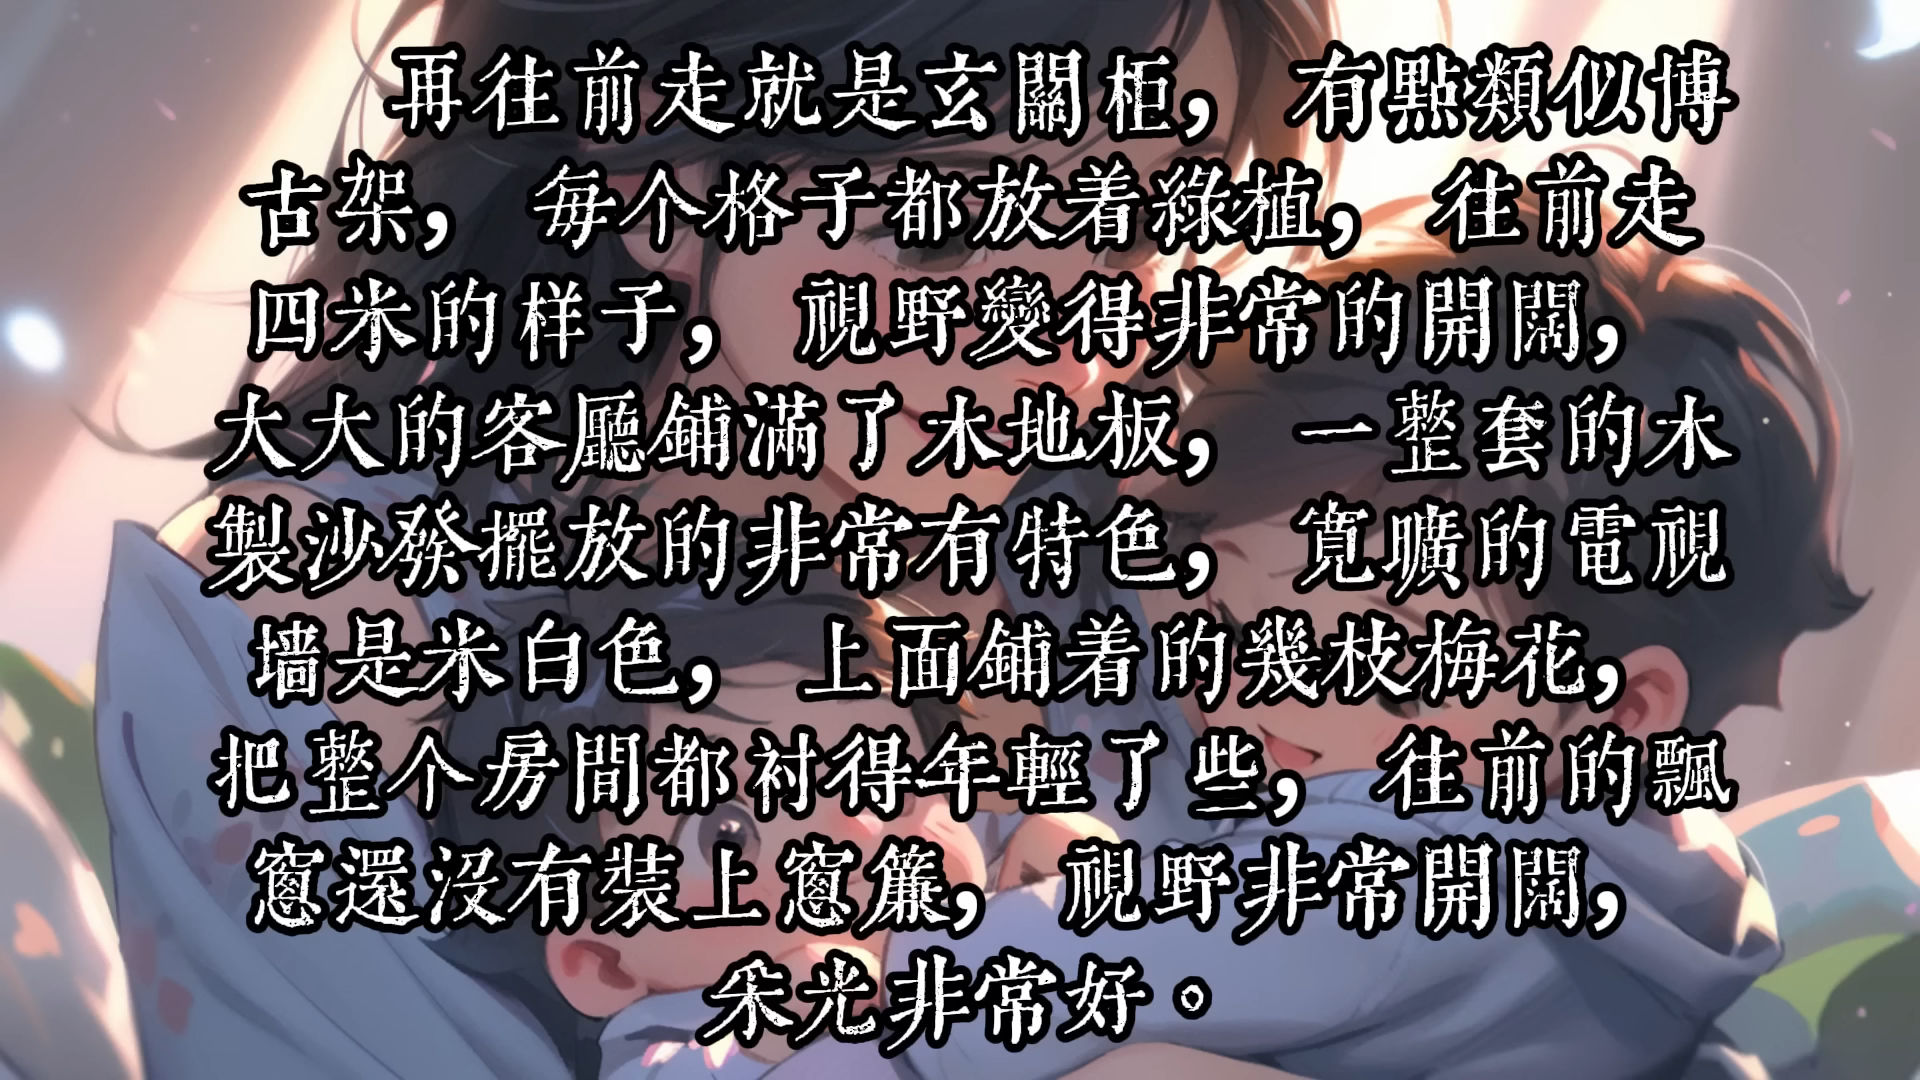 再往前走就是玄關柜，有點類似博
古架，每个格子都放着綠植，往前走
四米的样子，視野變得非常的開闊，
大大的客廳鋪滿了木地板，一整套的木
製沙發擺放的非常有特色，寬曠的電視
墙是米白色，上面鋪着的幾枝梅花，
把整个房間都衬得年輕了些，往前的飄
窗還没有裝上窗簾，視野非常開闊，
采光非常好。